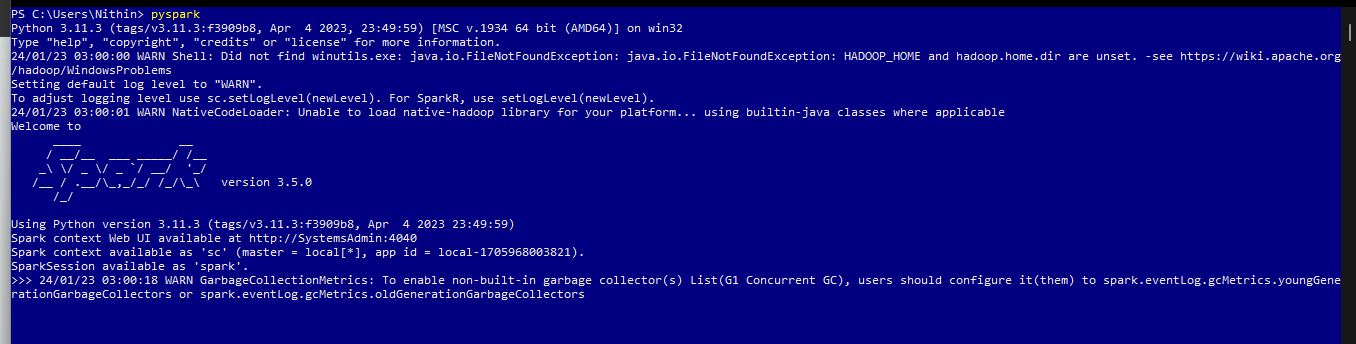 PS C:\Users\Nithin> pyspark
Python 3.11.3 (tags/v3.11.3:f3909b8, Apr  4 2023, 23:49:59) [MSC v.1934 64 bit (AMD64)] on win32
Type "help", "copyright", "credits" or "license" for more information.
24/01/23 03:00:00 WARN Shell: Did not find winutils.exe: java.io.FileNotFoundException: java.io.FileNotFoundException: HADOOP_HOME and hadoop.home.dir are unset. -see https://wiki.apache.org
/hadoop/WindowsProblems
Setting default log level to "WARN".
To adjust logging level use sc.setLogLevel(newLevel). For SparkR, use setLogLevel(newLevel).
24/01/23 03:00:01 WARN NativeCodeLoader: Unable to load native-hadoop library for your platform... using builtin-java classes where applicable
Welcome to
      ____              __
     / __/__  ___ _____/ /__
    _\ \/ _ \/ _ `/ __/  '_/
   /__ / .__/\_,_/_/ /_/\_\   version 3.5.0
      /_/
Using Python version 3.11.3 (tags/v3.11.3:f3909b8, Apr  4 2023 23:49:59)
Spark context Web UI available at http://SystemsAdmin:4040
Spark context available as 'sc' (master = local[*], app id = local-1705968003821).
SparkSession available as 'spark'.
>>> 24/01/23 03:00:18 WARN GarbageCollectionMetrics: To enable non-built-in garbage collector(s) List(G1 Concurrent GC), users should configure it(them) to spark.eventLog.gcMetrics.youngGene
rationGarbageCollectors or spark.eventLog.gcMetrics.oldGenerationGarbageCollectors